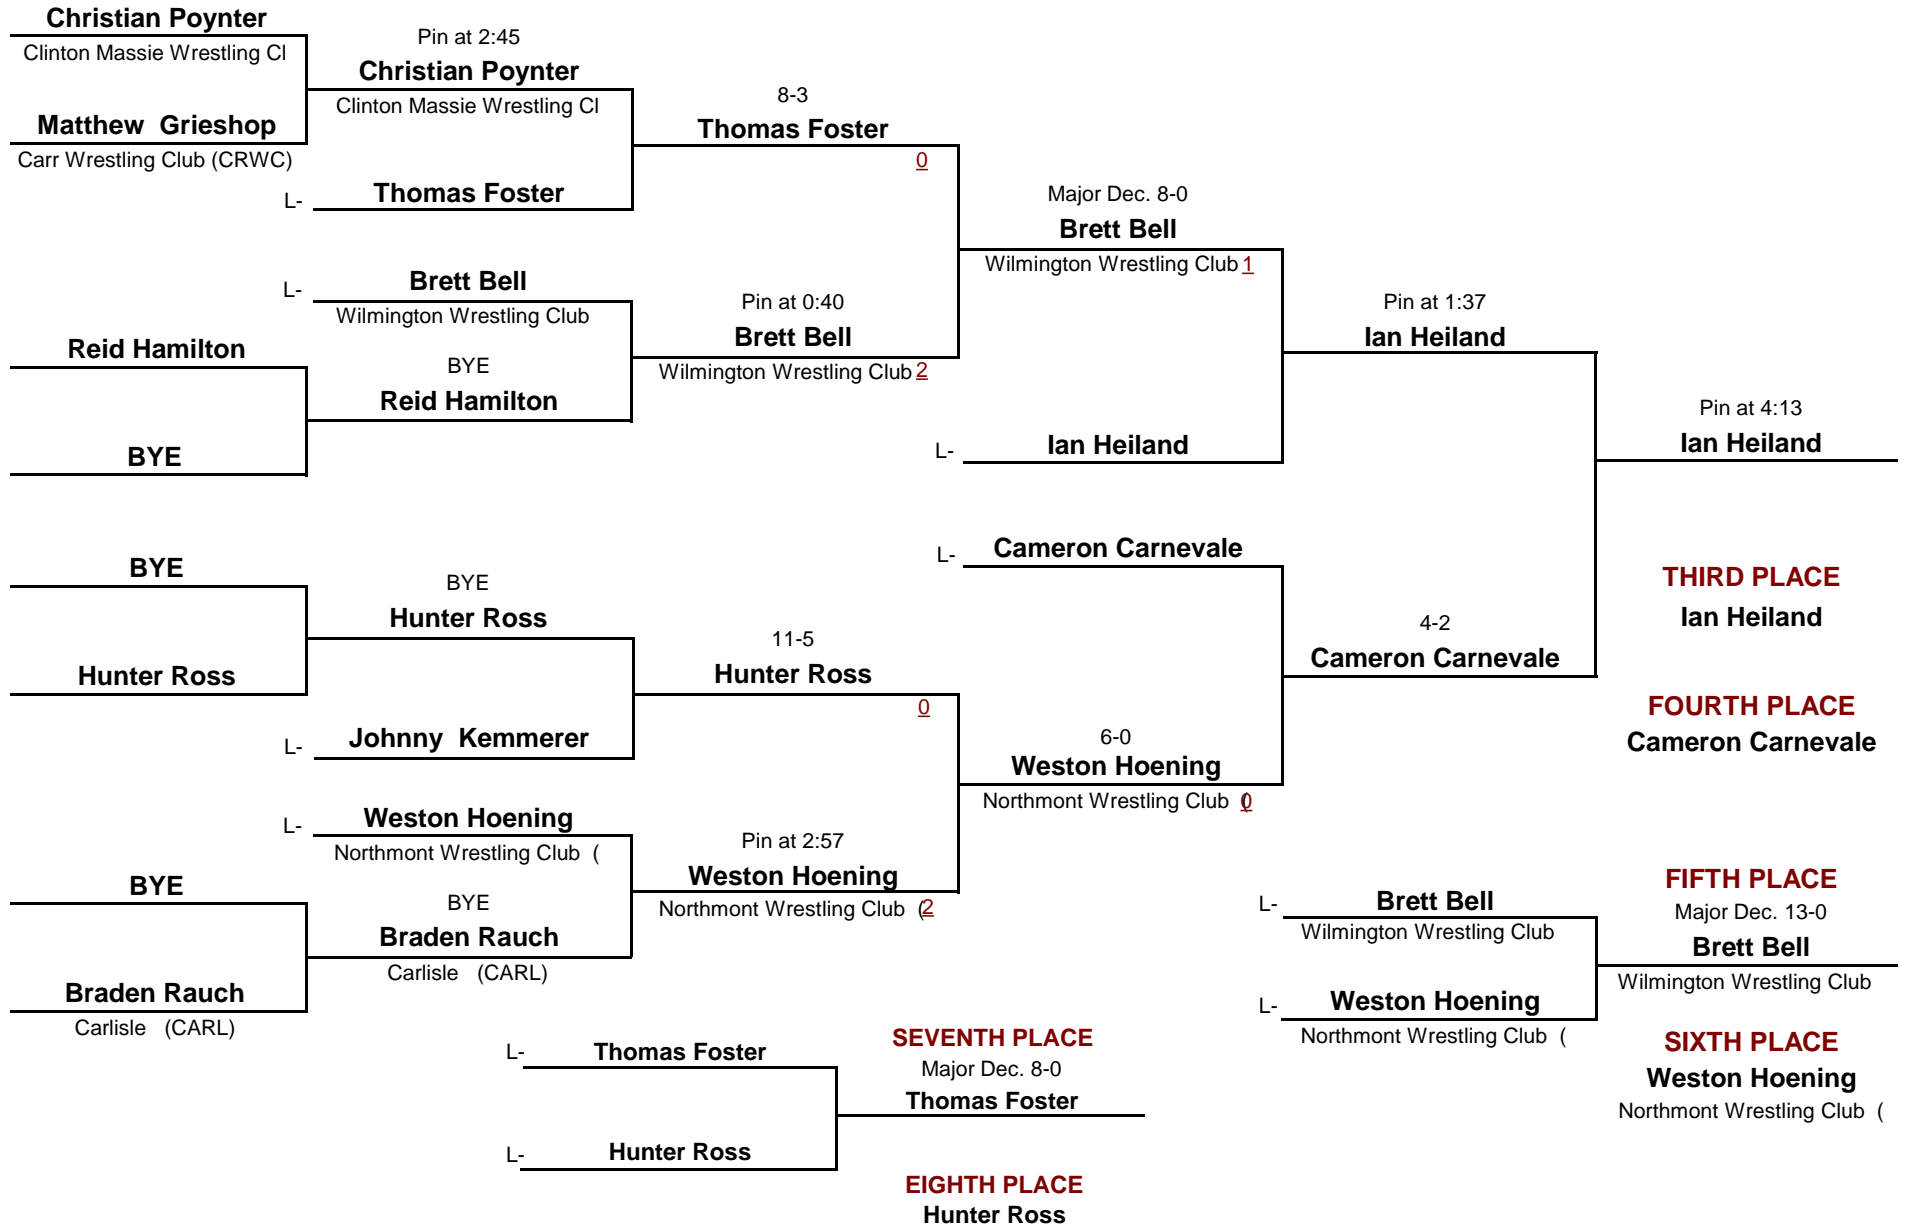 Christian Poynter
Clinton Massie Wrestling Cl
Matthew  Grieshop
Carr Wrestling Club (CRWC)
Pin at 2:45
Christian Poynter
Clinton Massie Wrestling Cl
L-
Thomas Foster
8-3
Thomas Foster
0
L-
Brett Bell
Wilmington Wrestling Club
Reid Hamilton
BYE
BYE
Reid Hamilton
Pin at 0:40
Brett Bell
Wilmington Wrestling Club 2
Major Dec. 8-0
Brett Bell
Wilmington Wrestling Club 1
L-
Ian Heiland
Pin at 1:37
Ian Heiland
Pin at 4:13
Ian Heiland
BYE
Hunter Ross
BYE
Hunter Ross
L-
Johnny  Kemmerer
11-5
Hunter Ross
0
L-
Cameron Carnevale
4-2
Cameron Carnevale
THIRD PLACE
Ian Heiland
FOURTH PLACE
Cameron Carnevale
L-
Weston Hoening
Northmont Wrestling Club  (
BYE
Braden Rauch
Carlisle   (CARL)
BYE
Braden Rauch
Carlisle   (CARL)
Pin at 2:57
Weston Hoening
Northmont Wrestling Club  (2
6-0
Weston Hoening
Northmont Wrestling Club  (0
L-
Brett Bell
Wilmington Wrestling Club
L-
Weston Hoening
Northmont Wrestling Club  (
FIFTH PLACE
Major Dec. 13-0
Brett Bell
Wilmington Wrestling Club
SIXTH PLACE
Weston Hoening
Northmont Wrestling Club  (
L-
Thomas Foster
L-
Hunter Ross
SEVENTH PLACE
Major Dec. 8-0
Thomas Foster
EIGHTH PLACE
Hunter Ross